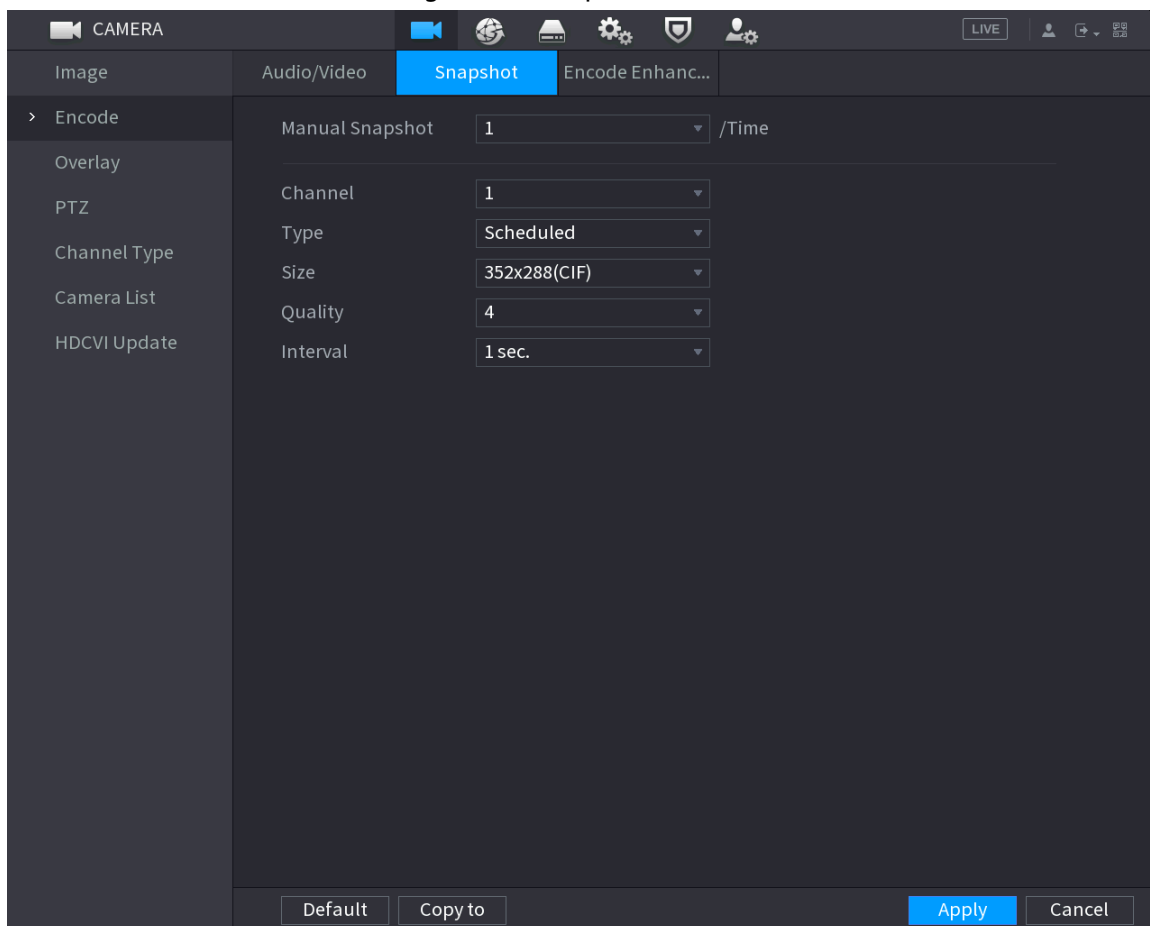 CAMERA
LIVE
Image
Encode
Overlay
PTZ
Channel Type
Camera List
HDCVI Update
Audio/Video
Snapshot
Encode Enhanc...
Manual Snapshot 1 /Time
Channel 1
Type Scheduled
Size 352x288(CIF)
Quality 4
Interval 1 sec.
Default
Copy to
Apply
Cancel